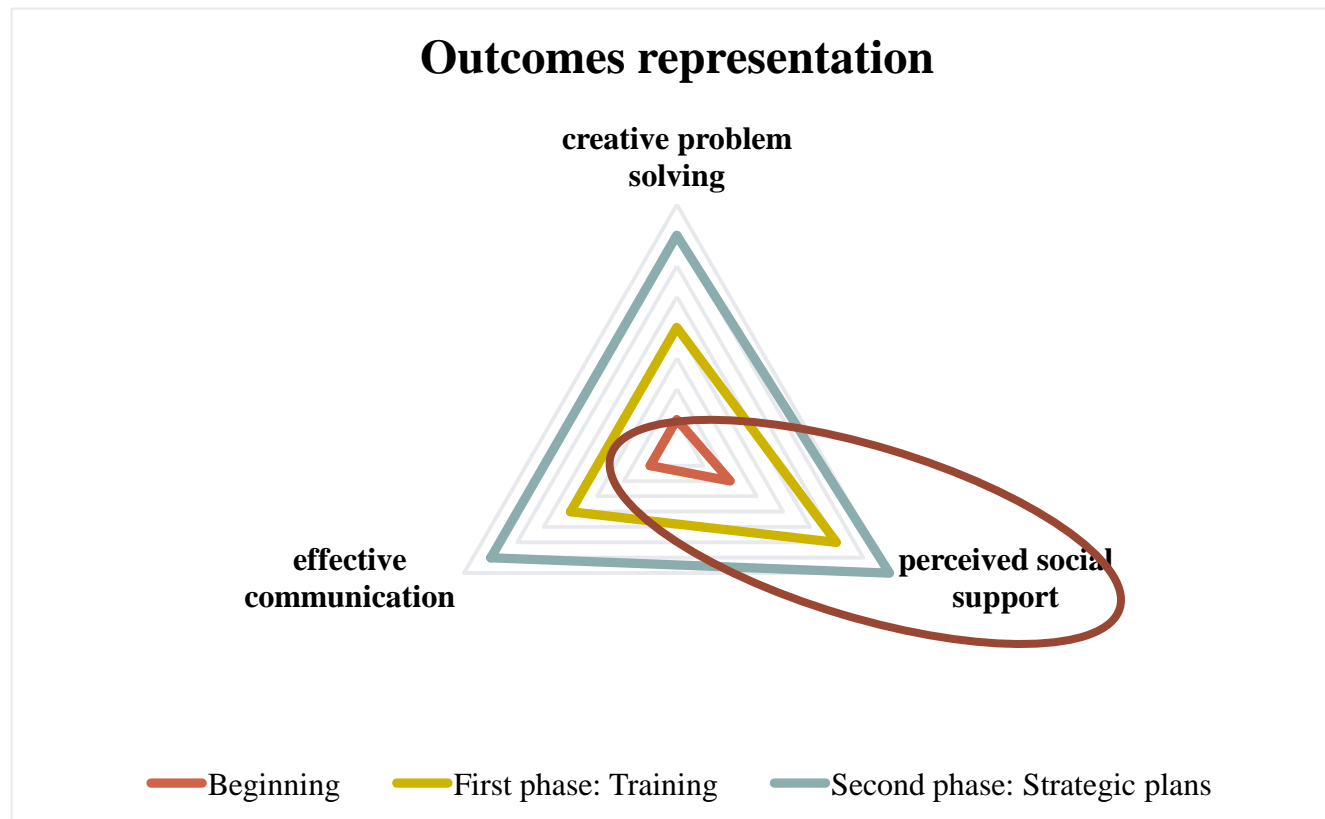 Outcomes representation
creative problem
solving
effective
communication
perceived social
support
Beginning
First phase: Training
Second phase: Strategic plans